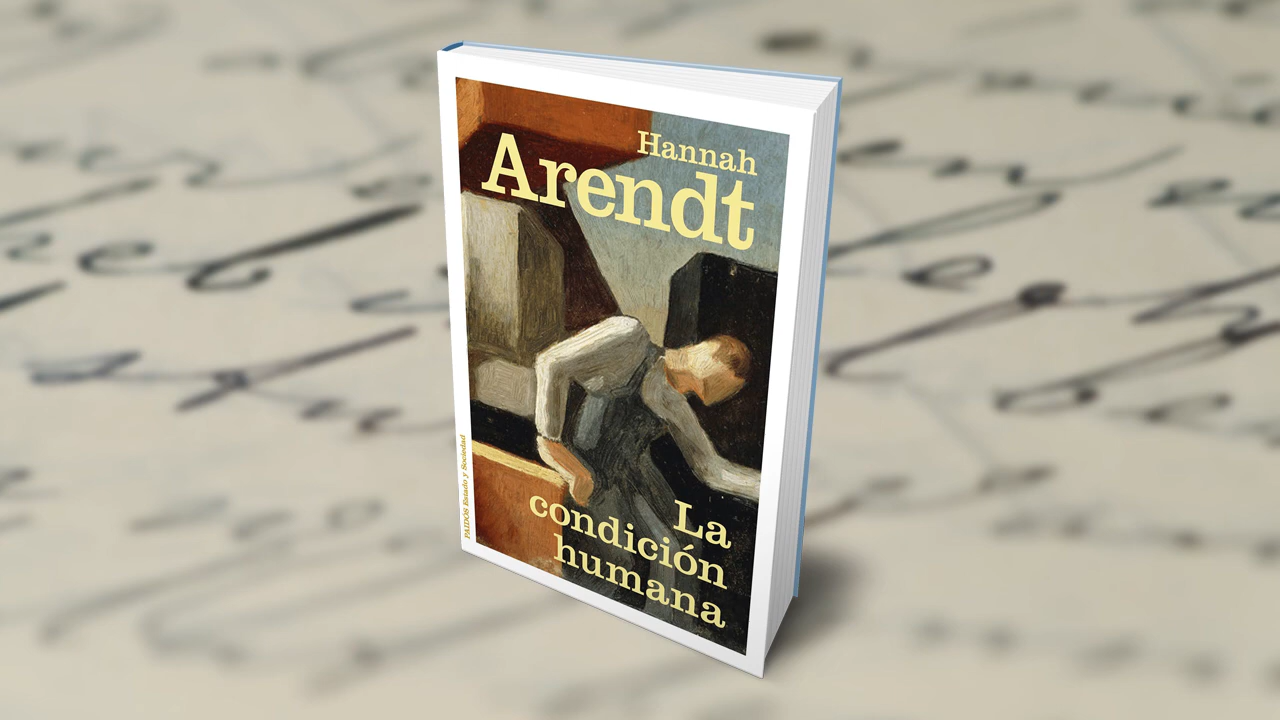 Hannah
Arendt
La
condición
humana
PAIDÓS Estado y Sociedad